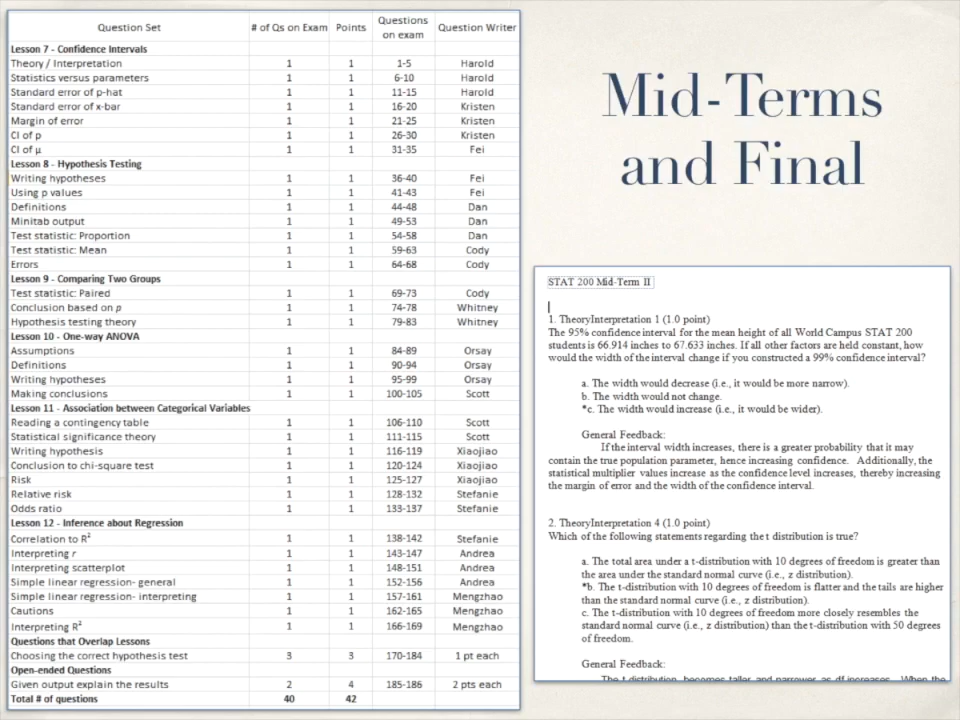 Question Set # of Qs on Exam Points Questions on exam Question Writer
Lesson 7 - Confidence Intervals
Theory / Interpretation 1 1 1-5 Harold
Statistics versus parameters 1 1 6-10 Harold
Standard error of p-hat 1 1 11-15 Harold
Standard error of x-bar 1 1 16-20 Kristen
Margin of error 1 1 21-25 Kristen
CI of p 1 1 26-30 Kristen
CI of μ 1 1 31-35 Fei
Lesson 8 - Hypothesis Testing
Writing hypotheses 1 1 36-40 Fei
Using p values 1 1 41-43 Fei
Definitions 1 1 44-48 Dan
Minitab output 1 1 49-53 Dan
Test statistic: Proportion 1 1 54-58 Dan
Test statistic: Mean 1 1 59-63 Cody
Errors 1 1 64-68 Cody
Lesson 9 - Comparing Two Groups
Test statistic: Paired 1 1 69-73 Cody
Conclusion based on p 1 1 74-78 Whitney
Hypothesis testing theory 1 1 79-83 Whitney
Lesson 10 - One-way ANOVA
Assumptions 1 1 84-89 Orsay
Definitions 1 1 90-94 Orsay
Writing hypotheses 1 1 95-99 Orsay
Making conclusions 1 1 100-105 Scott
Lesson 11 - Association between Categorical Variables
Reading a contingency table 1 1 106-110 Scott
Statistical significance theory 1 1 111-115 Scott
Writing hypothesis 1 1 116-119 Xiaojiao
Conclusion to chi-square test 1 1 120-124 Xiaojiao
Risk 1 1 125-127 Xiaojiao
Relative risk 1 1 128-132 Stefanie
Odds ratio 1 1 133-137 Stefanie
Lesson 12 - Inference about Regression
Correlation to R² 1 1 138-142 Stefanie
Interpreting r 1 1 143-147 Andrea
Interpreting scatterplot 1 1 148-151 Andrea
Simple linear regression- general 1 1 152-156 Andrea
Simple linear regression- interpreting 1 1 157-161 Mengzhao
Cautions 1 1 162-165 Mengzhao
Interpreting R² 1 1 166-169 Mengzhao
Questions that Overlap Lessons
Choosing the correct hypothesis test 3 3 170-184 1 pt each
Open-ended Questions
Given output explain the results 2 4 185-186 2 pts each
Total # of questions 40 42
Mid-Terms
and Final
STAT 200 Mid-Term II
1. TheoryInterpretation 1 (1.0 point)
The 95% confidence interval for the mean height of all World Campus STAT 200
students is 66.914 inches to 67.633 inches. If all other factors are held constant, how
would the width of the interval change if you constructed a 99% confidence interval?
a. The width would decrease (i.e., it would be more narrow).
b. The width would not change.
*c. The width would increase (i.e., it would be wider).
General Feedback:
If the interval width increases, there is a greater probability that it may
contain the true population parameter, hence increasing confidence. Additionally, the
statistical multiplier values increase as the confidence level increases, thereby increasing
the margin of error and the width of the confidence interval.
2. TheoryInterpretation 4 (1.0 point)
Which of the following statements regarding the t distribution is true?
a. The total area under a t-distribution with 10 degrees of freedom is greater than
the area under the standard normal curve (i.e., z distribution).
*b. The t-distribution with 10 degrees of freedom is flatter and the tails are higher
than the standard normal curve (i.e., z distribution).
c. The t-distribution with 10 degrees of freedom more closely resembles the
standard normal curve (i.e., z distribution) than the t-distribution with 50 degrees
of freedom.
General Feedback:
The t distribution becomes taller and narrower as df increases. When the